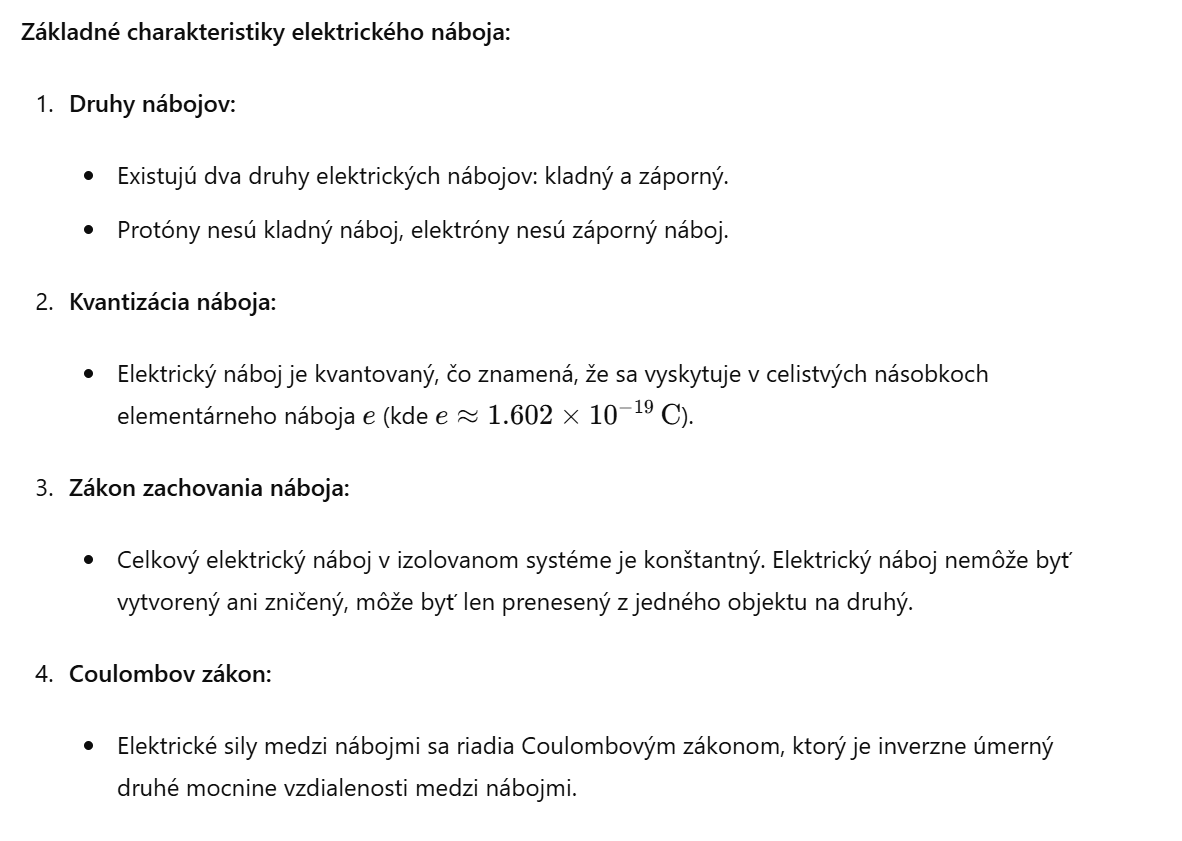 Základné charakteristiky elektrického náboja:
1. Druhy nábojov:
• Existujú dva druhy elektrických nábojov: kladný a záporný.
• Protóny nesú kladný náboj, elektróny nesú záporný náboj.
2. Kvantizácia náboja:
• Elektrický náboj je kvantovaný, čo znamená, že sa vyskytuje v celistvých násobkoch
elementárneho náboja e (kde e ≈ 1.602 × 10⁻¹⁹ C).
3. Zákon zachovania náboja:
• Celkový elektrický náboj v izolovanom systéme je konštantný. Elektrický náboj nemôže byť
vytvorený ani zničený, môže byť len prenesený z jedného objektu na druhý.
4. Coulombov zákon:
• Elektrické sily medzi nábojmi sa riadia Coulombovým zákonom, ktorý je inverzne úmerný
druhé mocnine vzdialenosti medzi nábojmi.